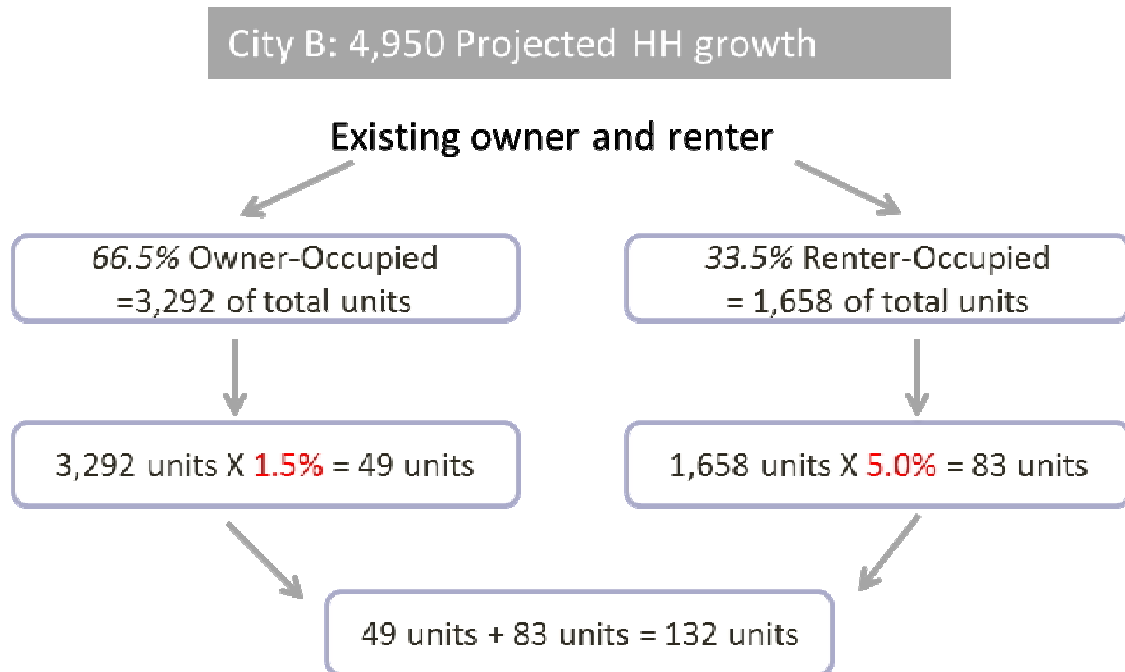 City B: 4,950 Projected HH growth
Existing owner and renter
66.5% Owner-Occupied
=3,292 of total units
33.5% Renter-Occupied
= 1,658 of total units
3,292 units X 1.5% = 49 units
1,658 units X 5.0% = 83 units
49 units + 83 units = 132 units